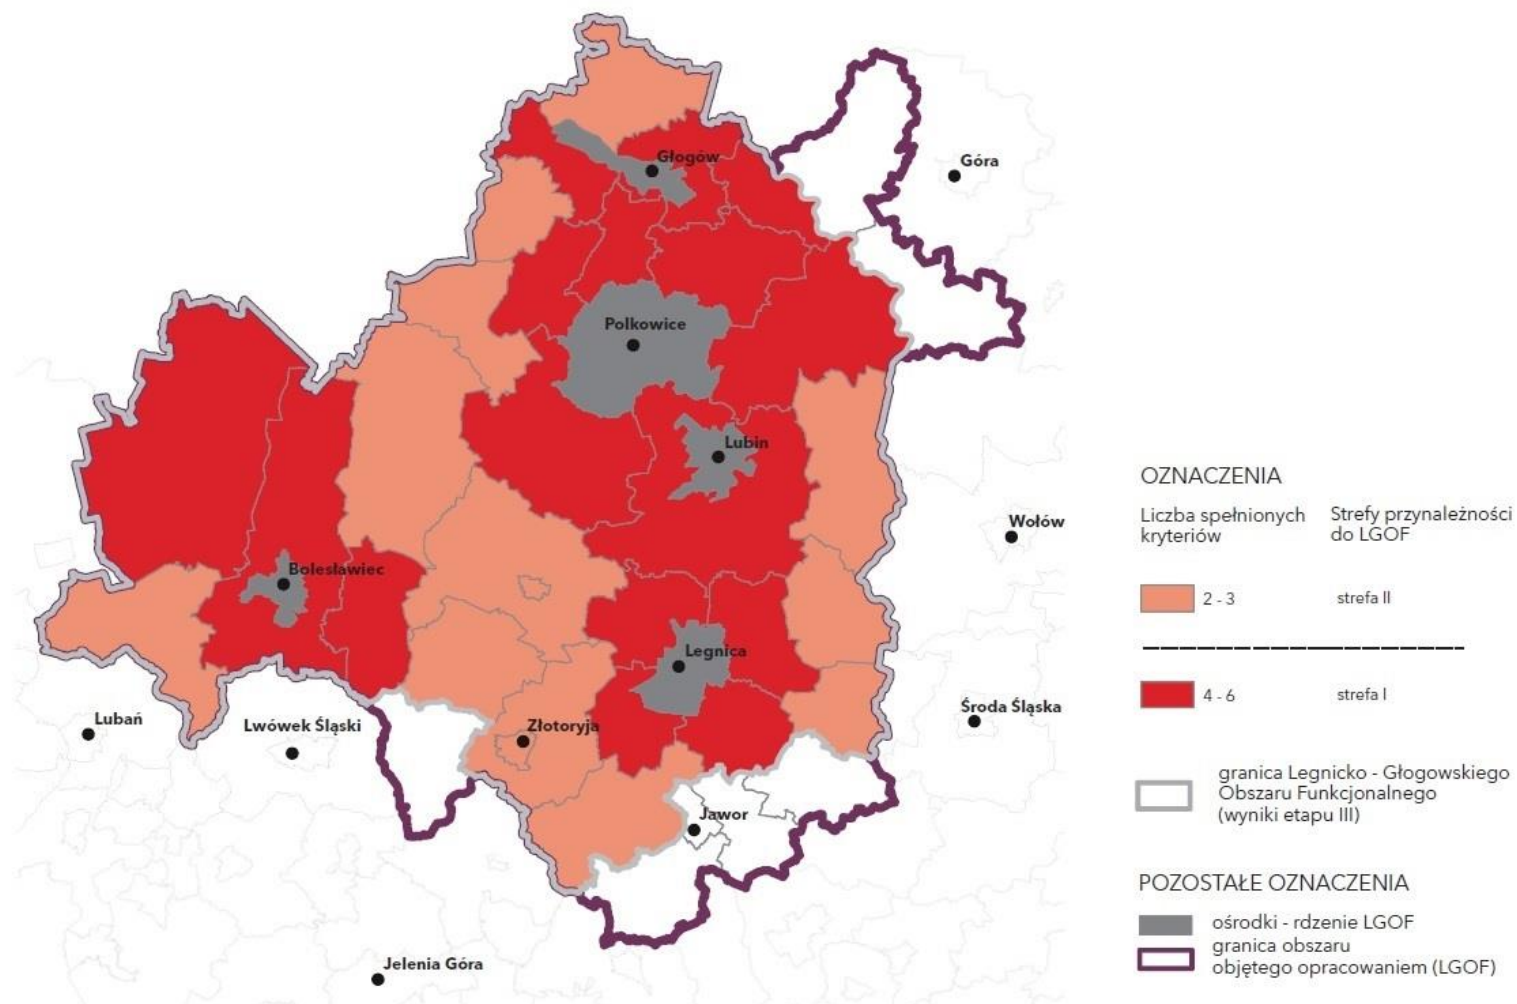 Głogów
Góra
Polkowice
Lubin
Wołów
Bolesławiec
Legnica
Lubań
Lwówek Śląski
Złotoryja
Środa Śląska
Jawor
Jelenia Góra
OZNACZENIA
Liczba spełnionych
kryteriów
Strefy przynależności
do LGOF
2 - 3
strefa II
4 - 6
strefa I
granica Legnicko - Głogowskiego
Obszaru Funkcjonalnego
(wyniki etapu III)
POZOSTAŁE OZNACZENIA
ośrodki - rdzenie LGOF
granica obszaru
objętego opracowaniem (LGOF)